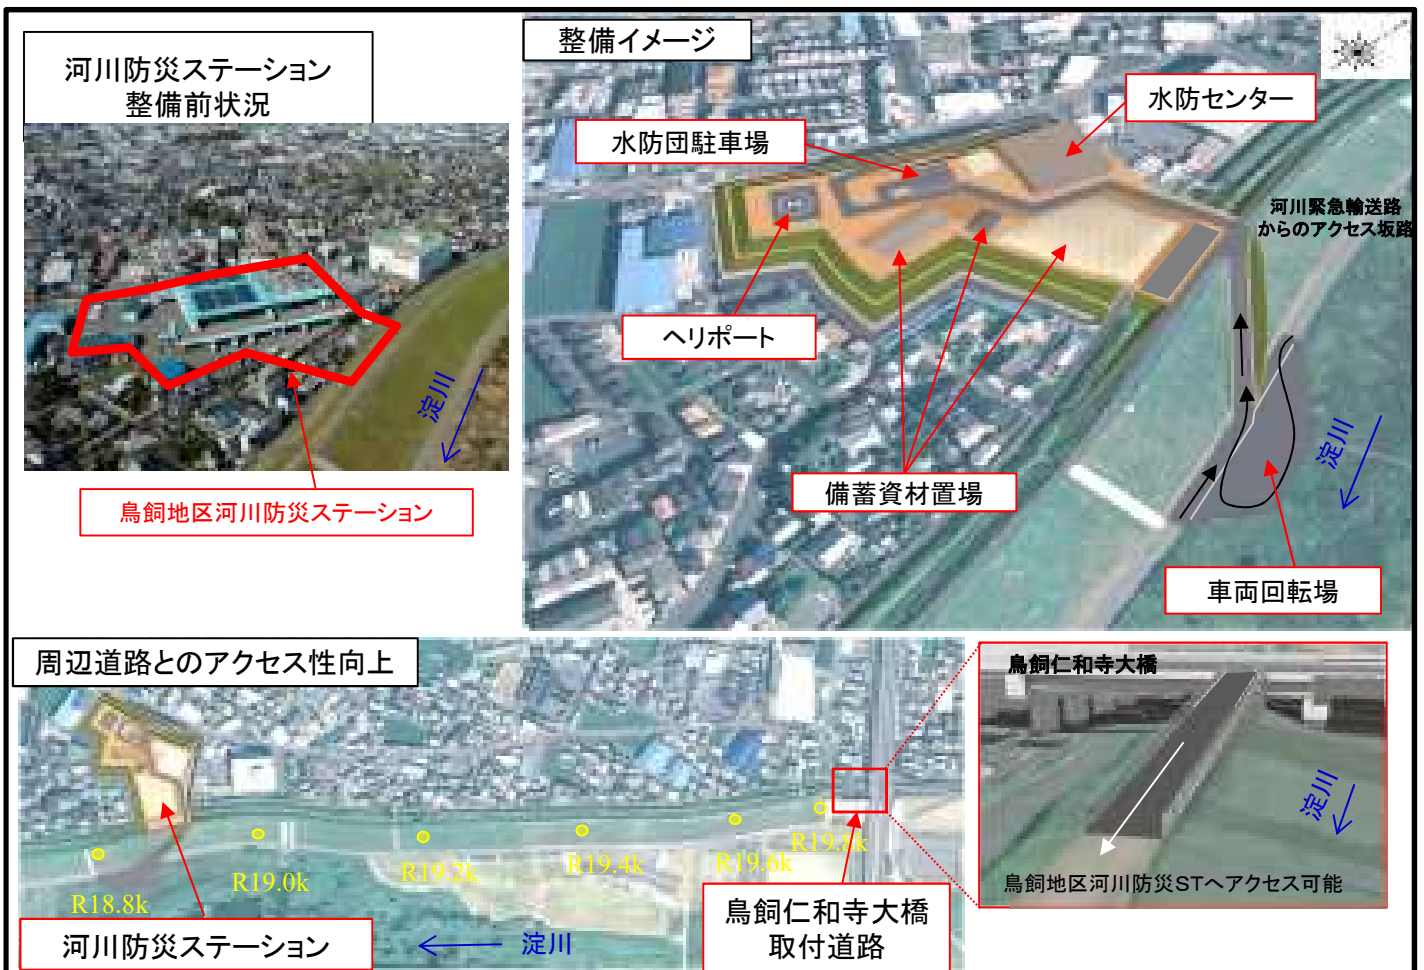 河川防災ステーション
整備前状況
淀川
鳥飼地区河川防災ステーション
整備イメージ
水防センター
水防団駐車場
河川緊急輸送路
からのアクセス坂路
ヘリポート
備蓄資材置場
淀川
車両回転場
周辺道路とのアクセス性向上
R18.8k
R19.0k
R19.2k
R19.4k
R19.6k
R19.8k
河川防災ステーション
淀川
鳥飼仁和寺大橋
取付道路
鳥飼仁和寺大橋
淀川
鳥飼地区河川防災STへアクセス可能